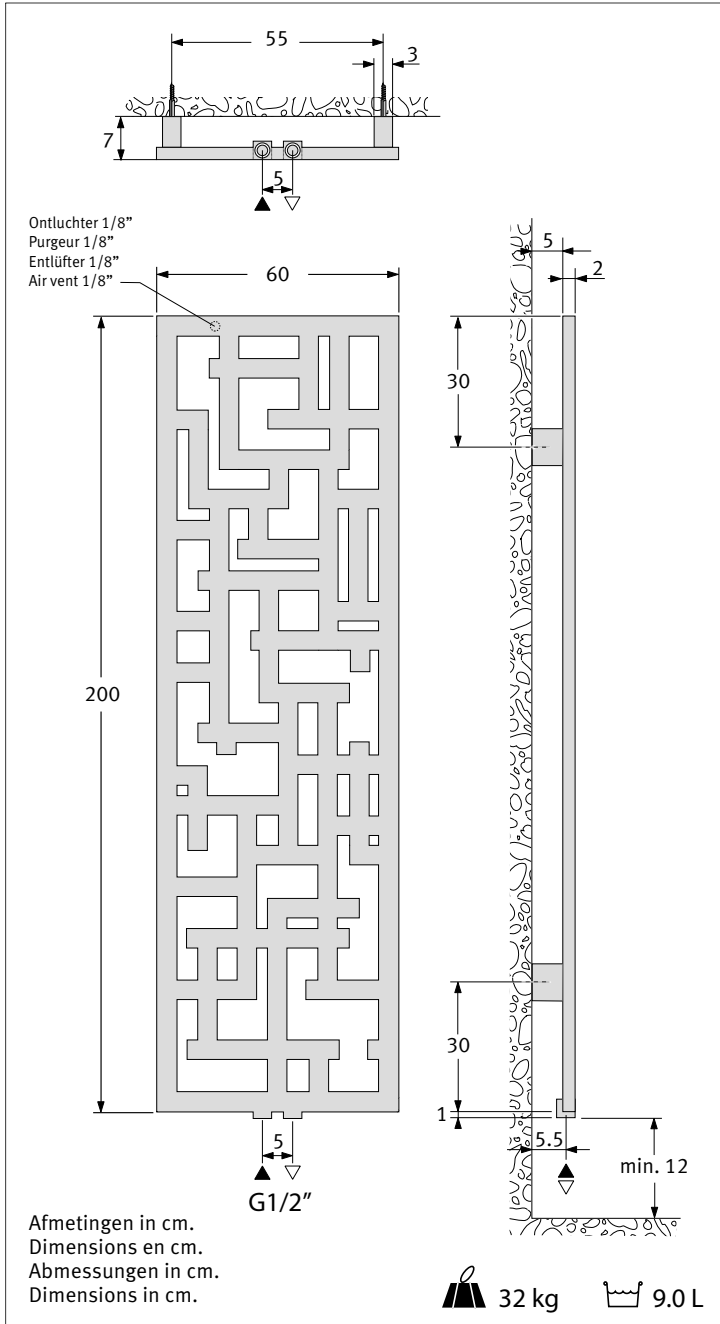 55
3
7
5
Ontluchter 1/8”
Purgeur 1/8”
Entlüfter 1/8”
Air vent 1/8”
60
5
2
30
200
30
1
5
5.5
min. 12
G1/2”
Afmetingen in cm.
Dimensions en cm.
Abmessungen in cm.
Dimensions in cm.
32 kg
9.0 L